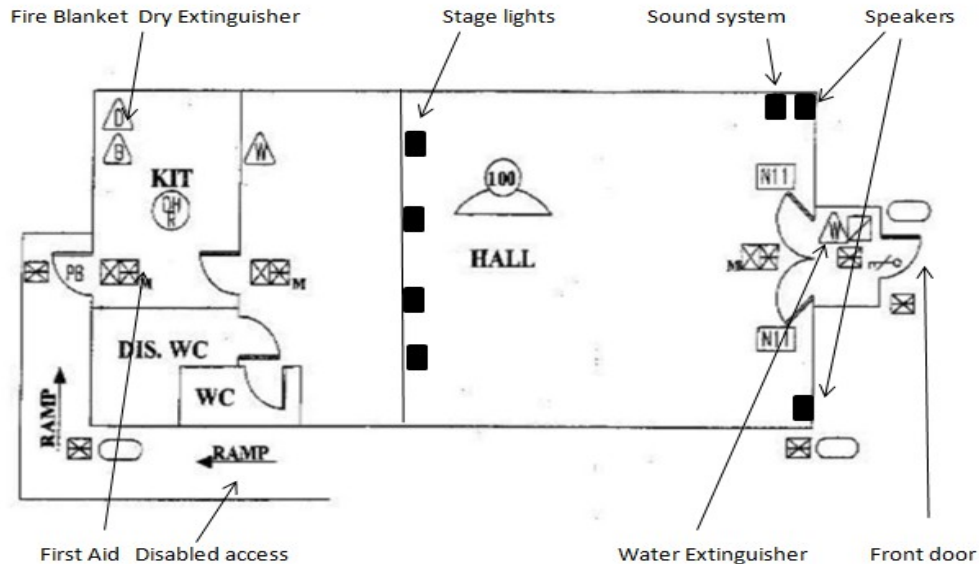 Fire Blanket Dry Extinguisher
Stage lights
Sound system
Speakers
D
B
W
KIT
100
N11
HALL
W
PB
M
M
M
N11
DIS. WC
WC
RAMP
RAMP
First Aid
Disabled access
Water Extinguisher
Front door